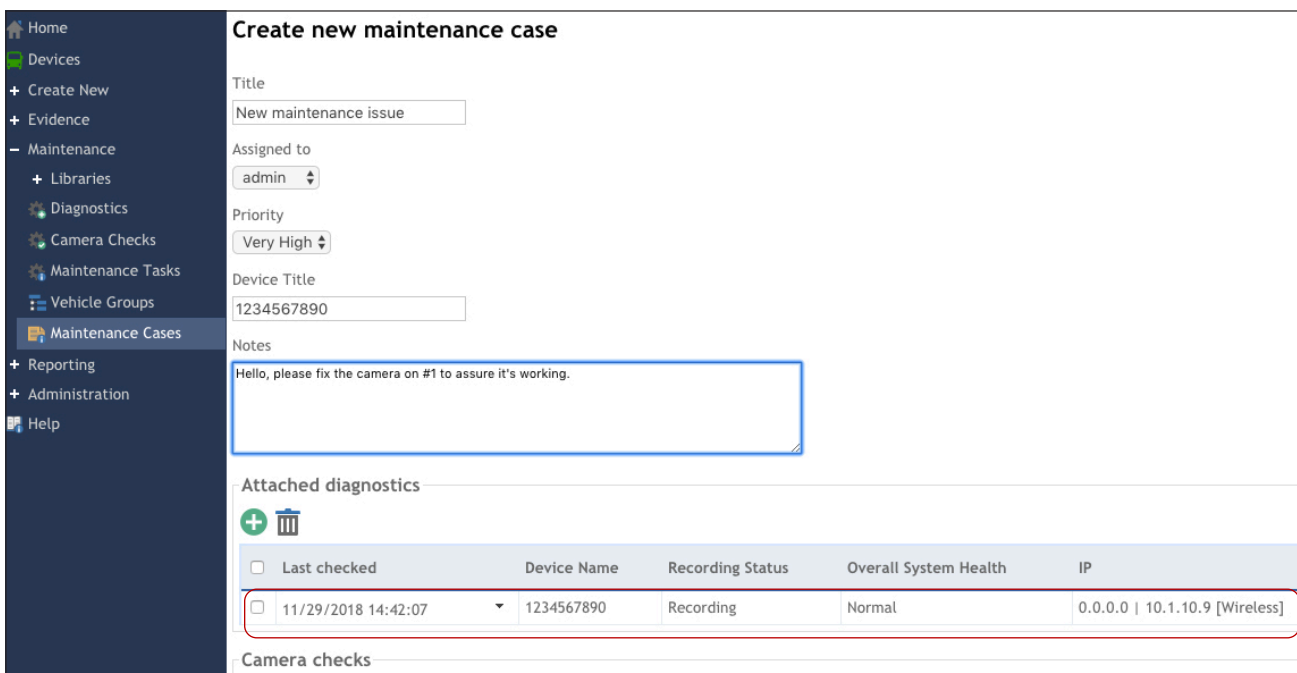 Home
Devices
+ Create New
+ Evidence
− Maintenance
+ Libraries
Diagnostics
Camera Checks
Maintenance Tasks
Vehicle Groups
Maintenance Cases
+ Reporting
+ Administration
Help
Create new maintenance case
Title
New maintenance issue
Assigned to
admin
Priority
Very High
Device Title
1234567890
Notes
Hello, please fix the camera on #1 to assure it's working.
Attached diagnostics
Last checked Device Name Recording Status Overall System Health IP
11/29/2018 14:42:07 1234567890 Recording Normal 0.0.0.0 | 10.1.10.9 [Wireless]
Camera checks